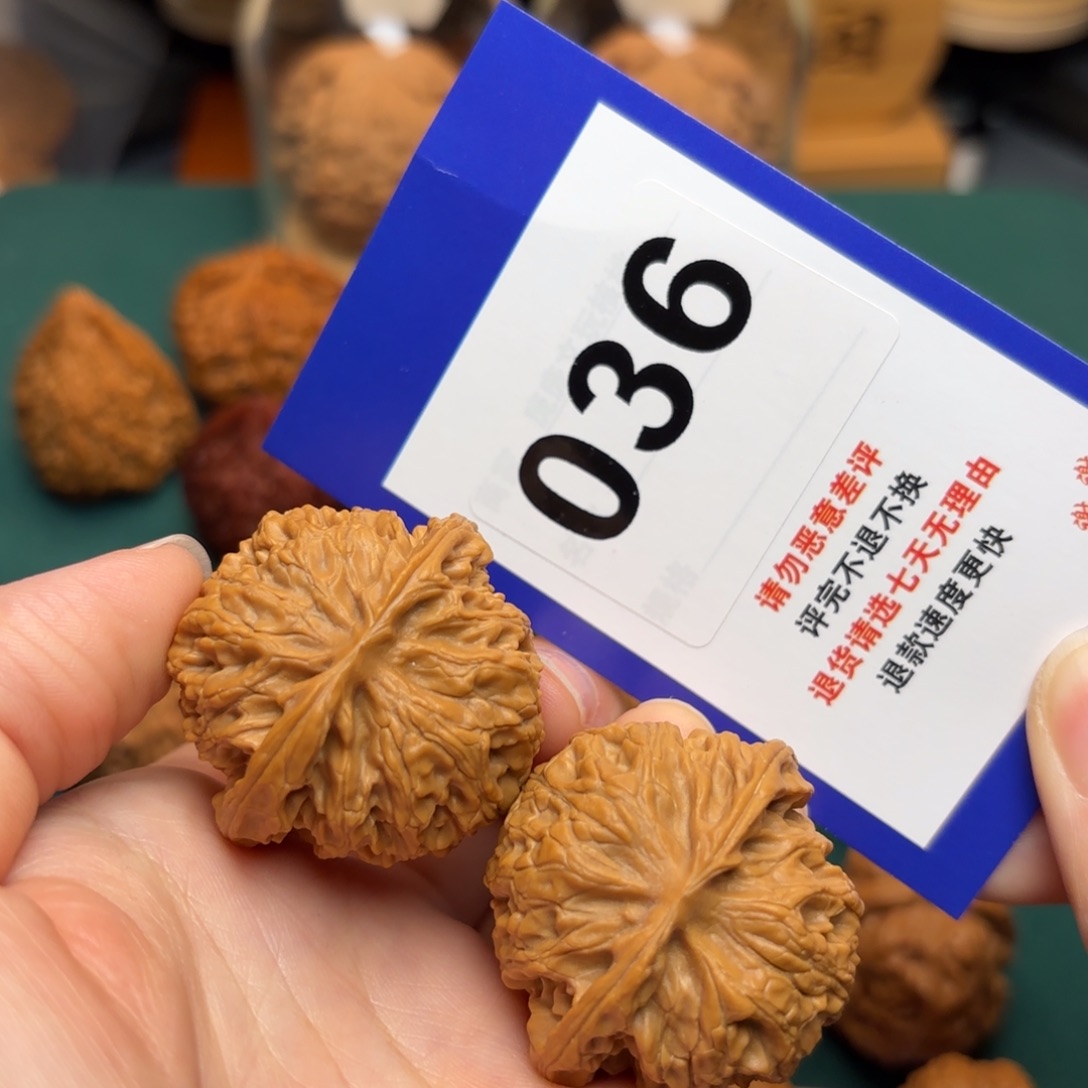 036
请勿恶意差评
评完不退不换
退货请选七天无理由
退款速度更快